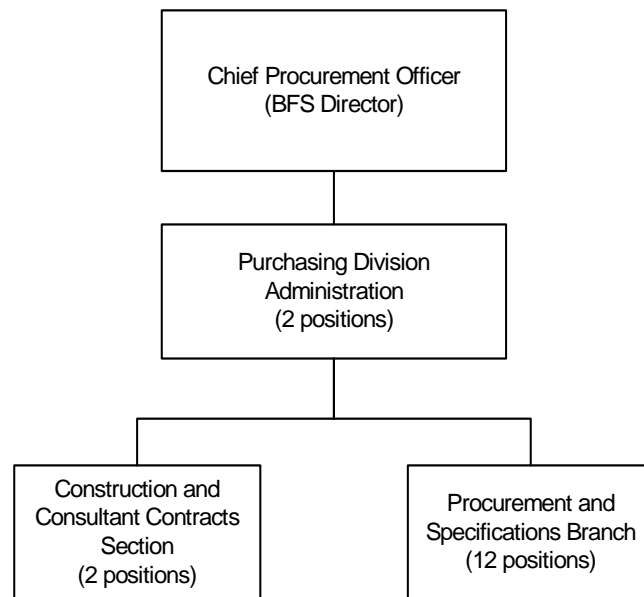 Chief Procurement Officer
(BFS Director)
Purchasing Division
Administration
(2 positions)
Construction and
Consultant Contracts
Section
(2 positions)
Procurement and
Specifications Branch
(12 positions)